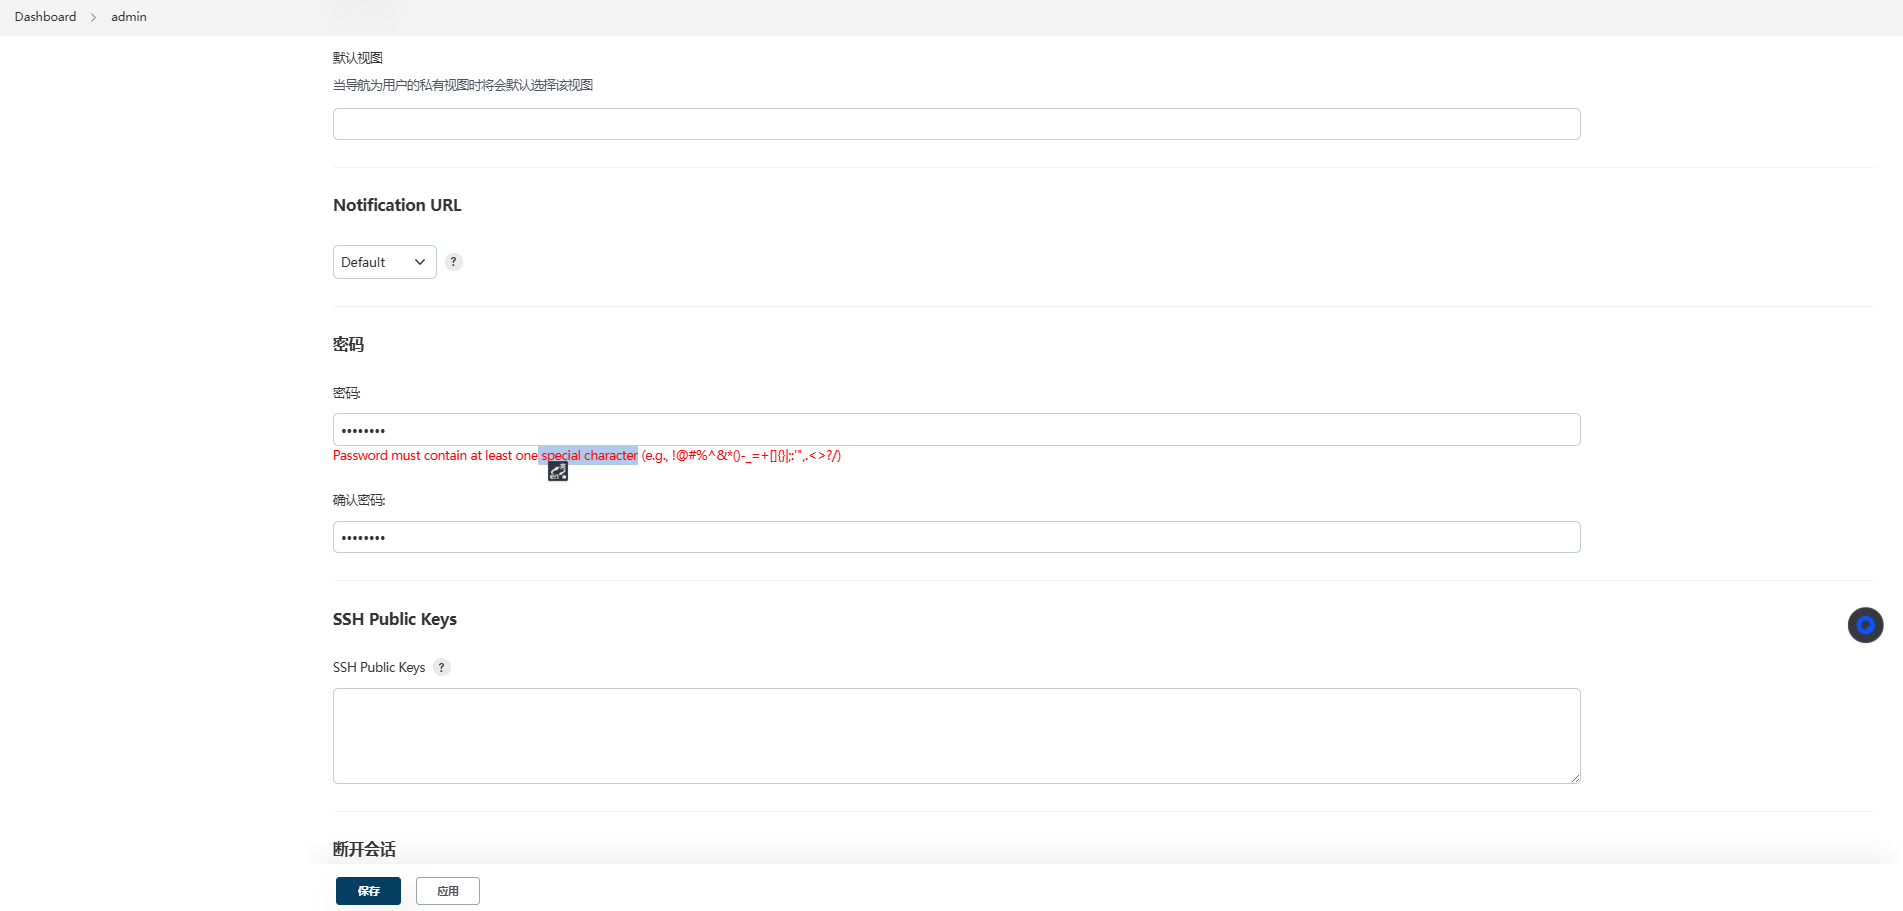 Dashboard > admin
默认视图
当导航为用户的私有视图时将会默认选择该视图
Notification URL
Default ?
密码
密码:
••••••••
Password must contain at least one special character (e.g., !@#%^&*()-_=+[]{}|;:'",.<>?/)
en
确认密码:
••••••••
SSH Public Keys
SSH Public Keys ?
断开会话
保存 应用